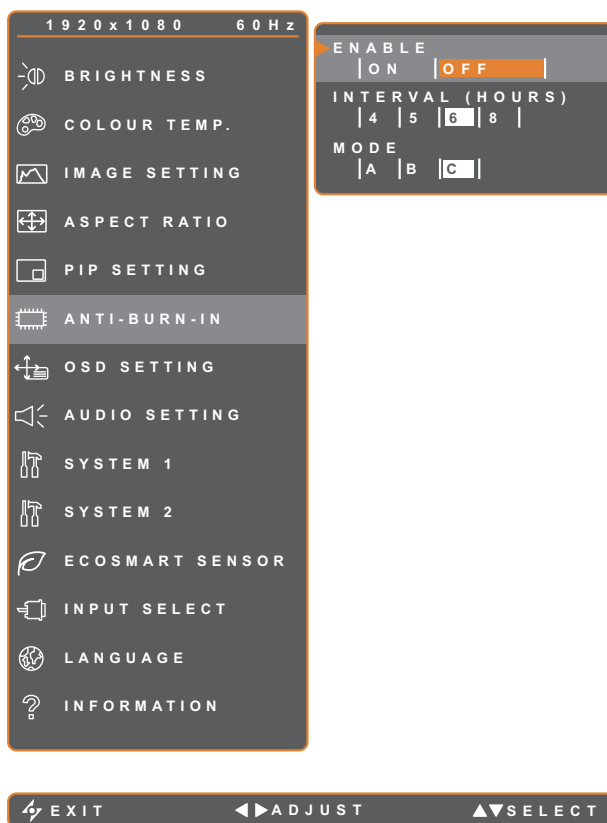 1920x1080 60Hz
BRIGHTNESS
COLOUR TEMP.
IMAGE SETTING
ASPECT RATIO
PIP SETTING
ANTI-BURN-IN
OSD SETTING
AUDIO SETTING
SYSTEM 1
SYSTEM 2
ECOSMART SENSOR
INPUT SELECT
LANGUAGE
INFORMATION
ENABLE
ON OFF
INTERVAL (HOURS)
4 5 6 8
MODE
A B C
EXIT ADJUST SELECT